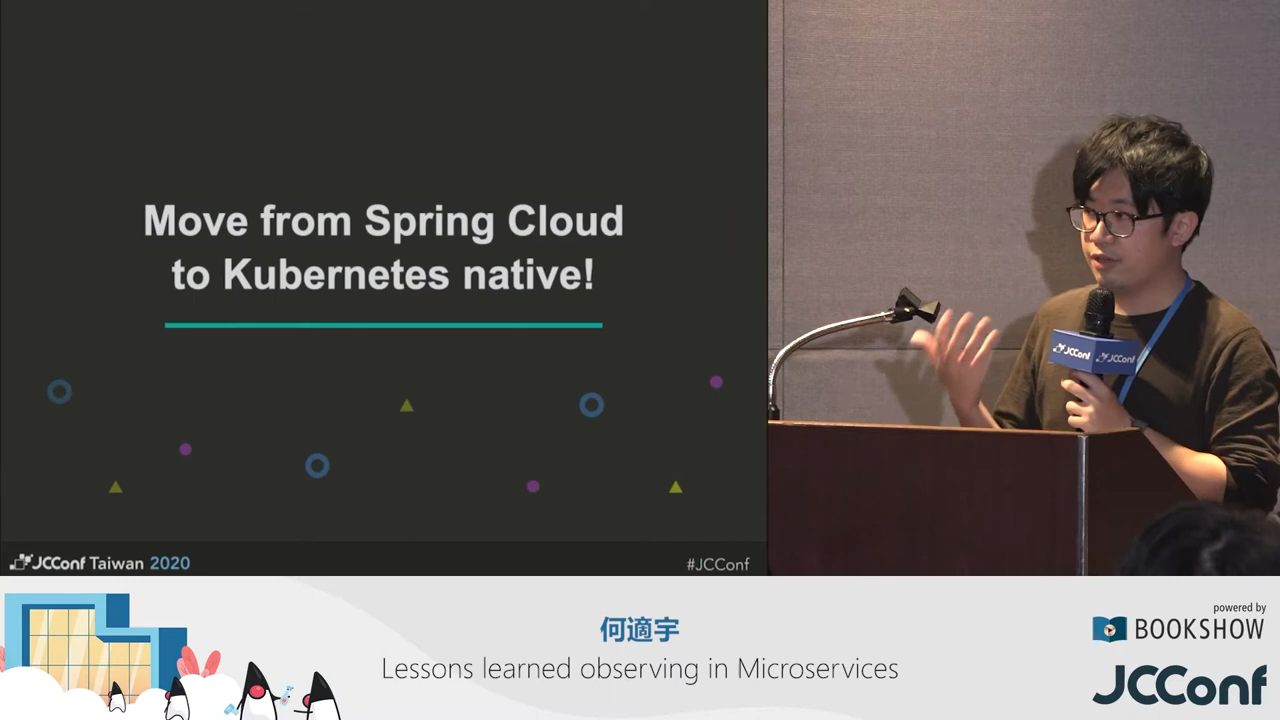 Move from Spring Cloud
to Kubernetes native!
JCConf Taiwan 2020
#JCConf
JCConf
JCConf
何適宇
Lessons learned observing in Microservices
powered by
BOOKSHOW
JCConf